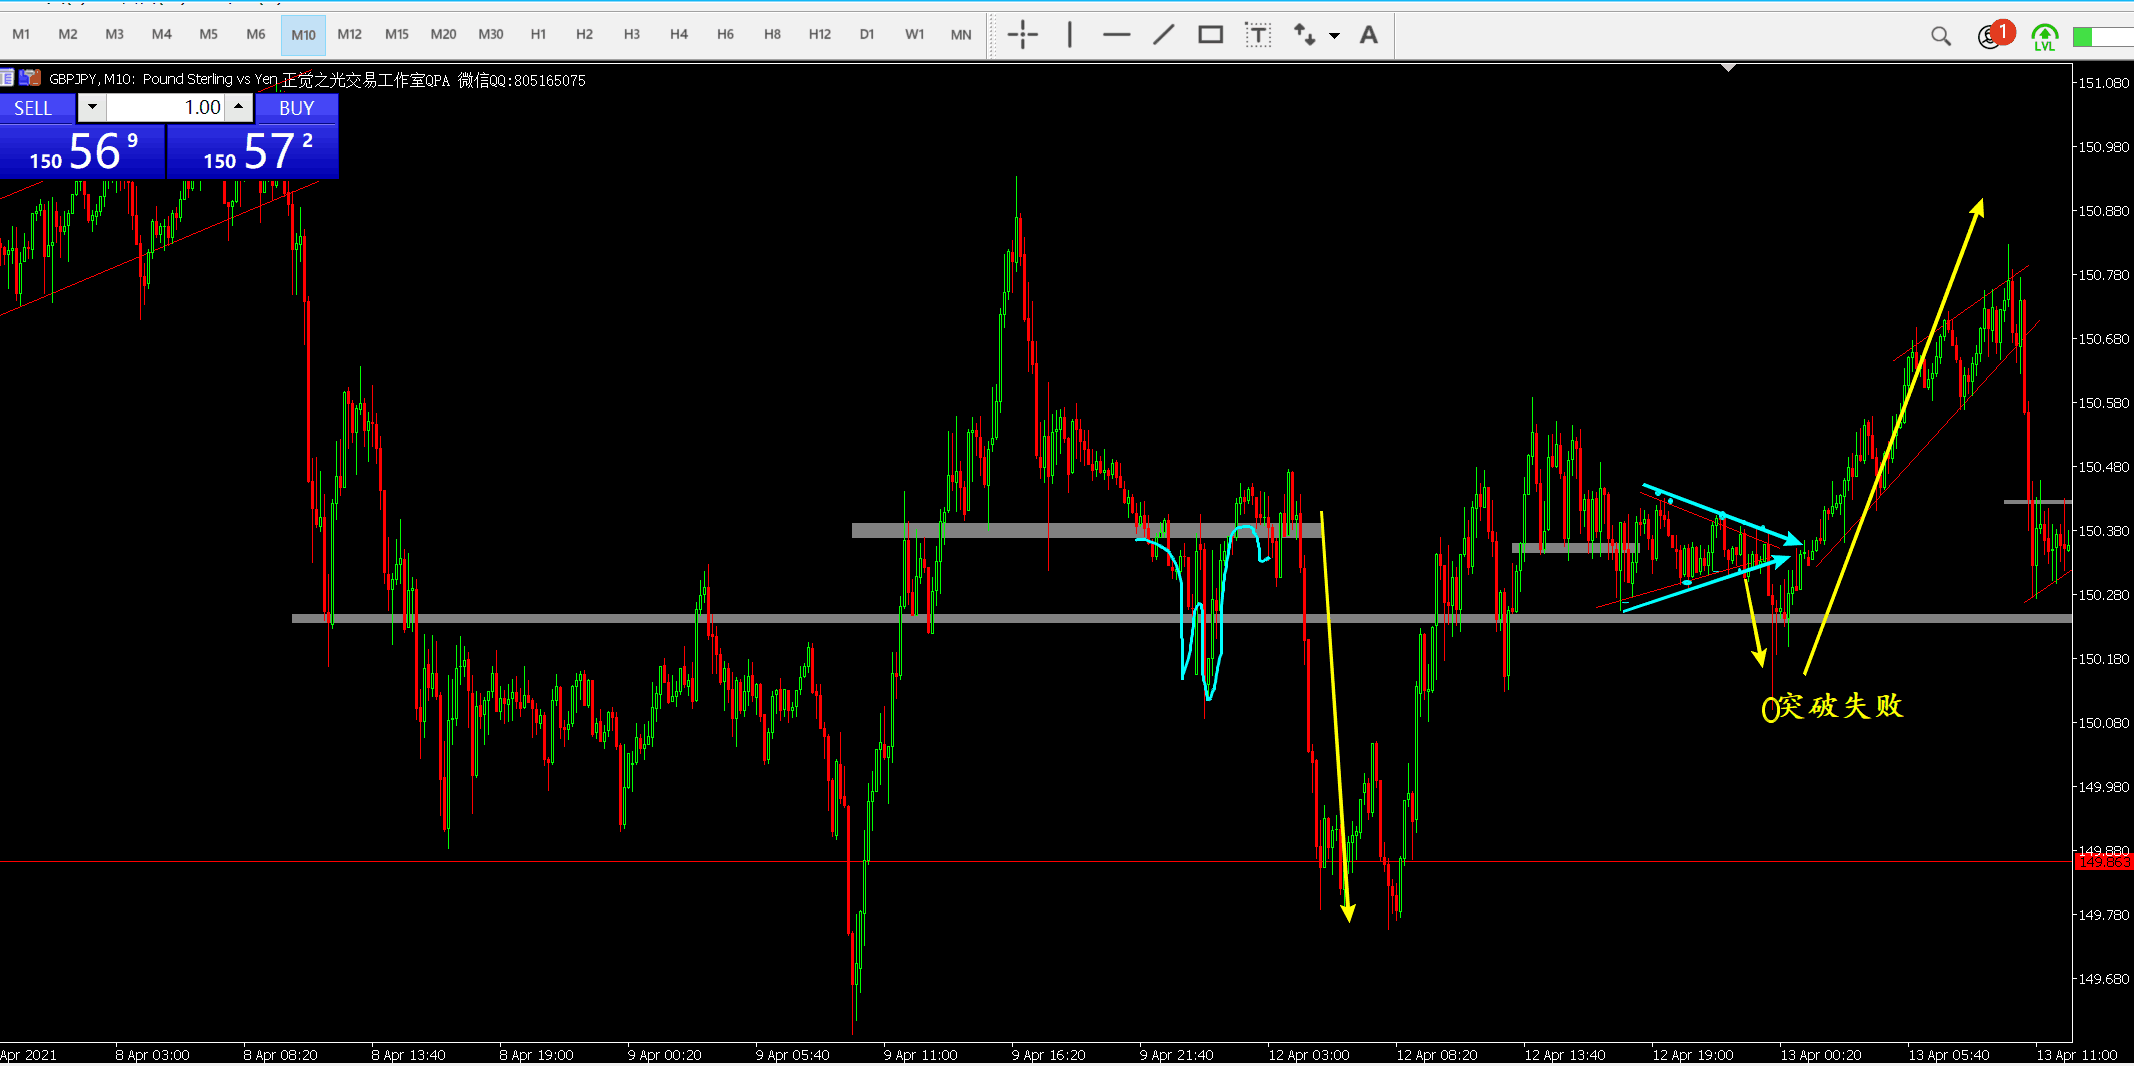 M1 M2 M3 M4 M5 M6 M10 M12 M15 M20 M30 H1 H2 H3 H4 H6 H8 H12 D1 W1 MN T A 1 LVL
GBPJPY, M10: Pound Sterling vs Yen 正觉之光交易工作室QPA 微信QQ:805165075
SELL 1.00 BUY
150 56 9 150 57 2
151.080
150.980
150.880
150.780
150.680
150.580
150.480
150.380
150.280
150.180
突破失败
150.080
149.980
149.880
149.863
149.780
149.680
Apr 2021 8 Apr 03:00 8 Apr 08:20 8 Apr 13:40 8 Apr 19:00 9 Apr 00:20 9 Apr 05:40 9 Apr 11:00 9 Apr 16:20 9 Apr 21:40 12 Apr 03:00 12 Apr 08:20 12 Apr 13:40 12 Apr 19:00 13 Apr 00:20 13 Apr 05:40 13 Apr 11:00